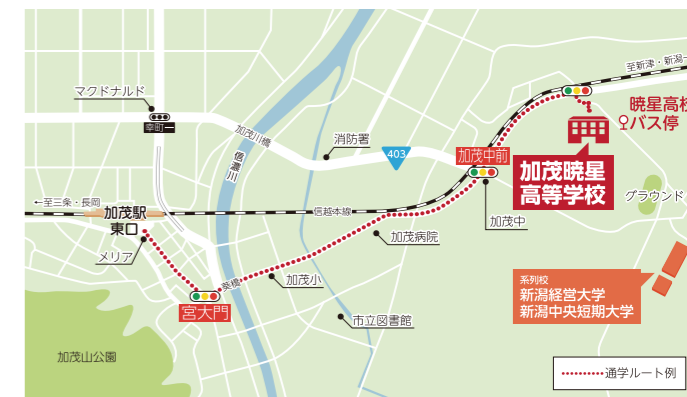 至新津・新潟
マクドナルド
暁星高校
バス停
幸町一
加茂川橋
消防署
信濃川
403
加茂中前
加茂暁星
高等学校
グラウンド
←至三条・長岡
加茂駅
東口
信越本線
加茂中
加茂病院
メリア
葵橋
加茂小
系列校
新潟経営大学
新潟中央短期大学
宮大門
市立図書館
加茂山公園
通学ルート例